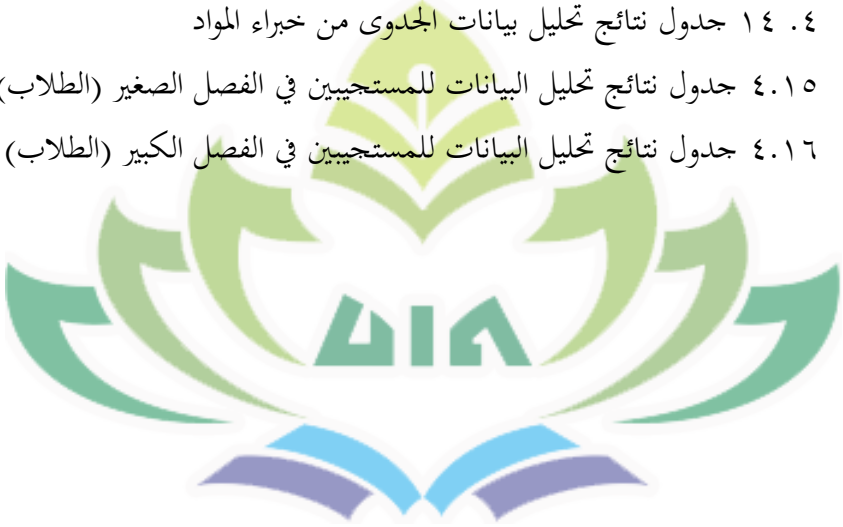 ٤. ١٤ جدول نتائج تحليل بيانات الجدوى من خبراء المواد
٤.١٥ جدول نتائج تحليل البيانات للمستجيبين في الفصل الصغير (الطلاب)
٤.١٦ جدول نتائج تحليل البيانات للمستجيبين في الفصل الكبير (الطلاب)